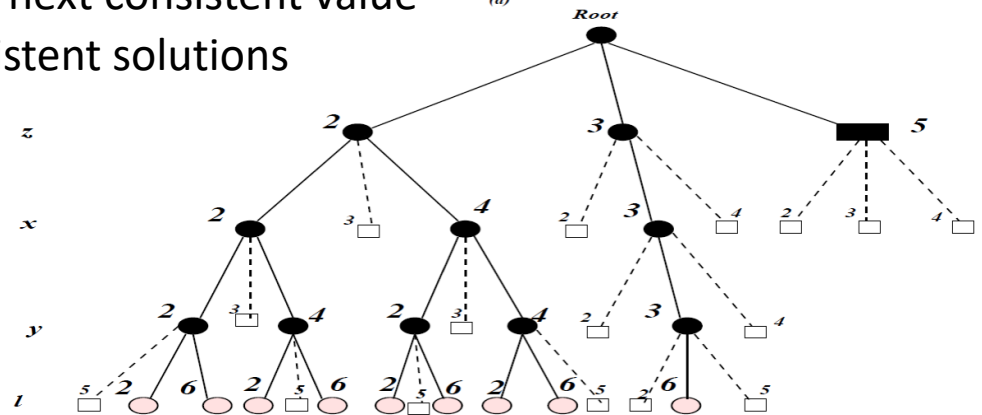 next consistent value
(a)
Root
istent solutions
z 2 3 5
x 2 3 4 2 3 4 2 3 4
y 2 3 4 2 3 4 2 3 4
l 5 2 6 2 5 6 2 5 6 2 6 5 2 6 5